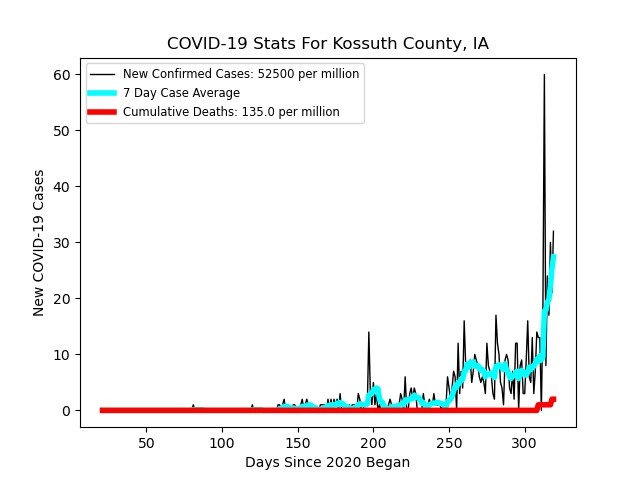 COVID-19 Stats For Kossuth County, IA
New Confirmed Cases: 52500 per million
7 Day Case Average
Cumulative Deaths: 135.0 per million
New COVID-19 Cases
60
50
40
30
20
10
0
50 100 150 200 250 300
Days Since 2020 Began